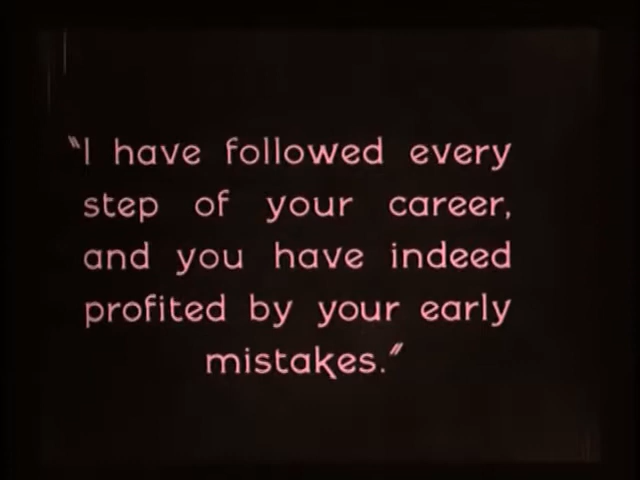 "I have followed every
step of your career,
and you have indeed
profited by your early
mistakes."